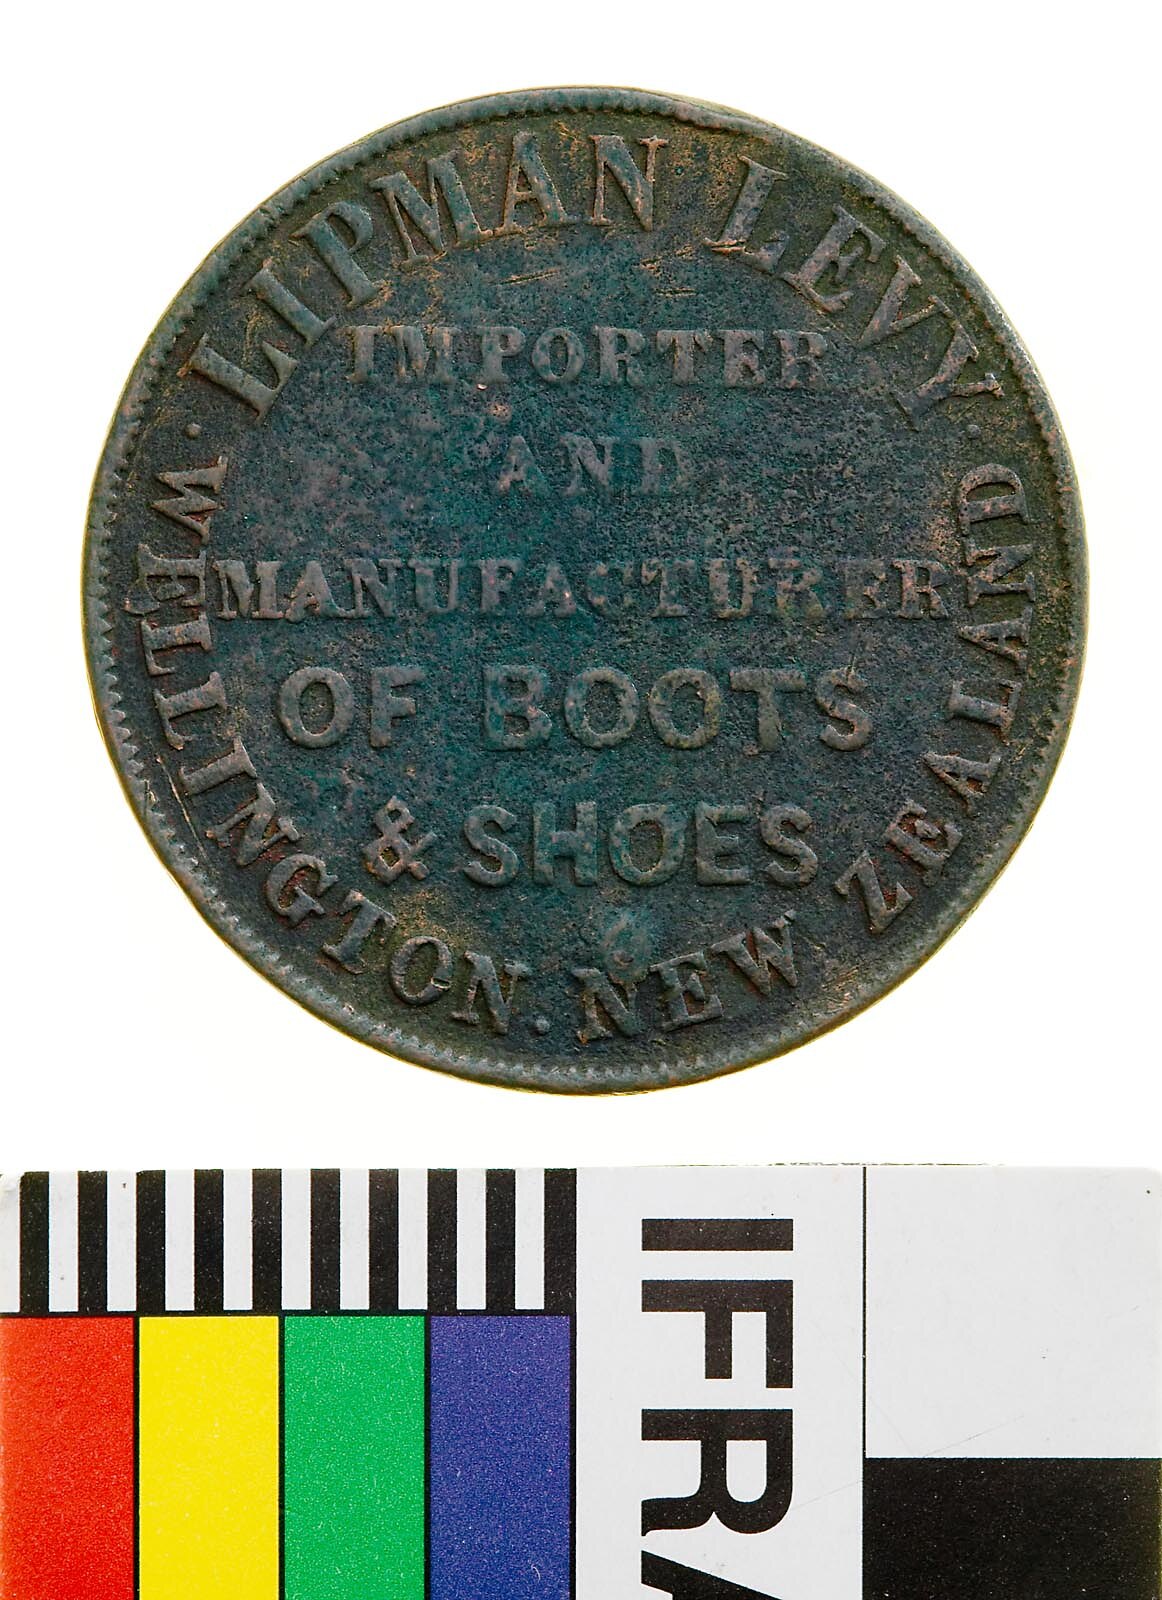 LIPMAN LEVY
IMPORTER
AND
MANUFACTURER
OF BOOTS
& SHOES
· WELLINGTON. NEW ZEALAND ·
IFRA